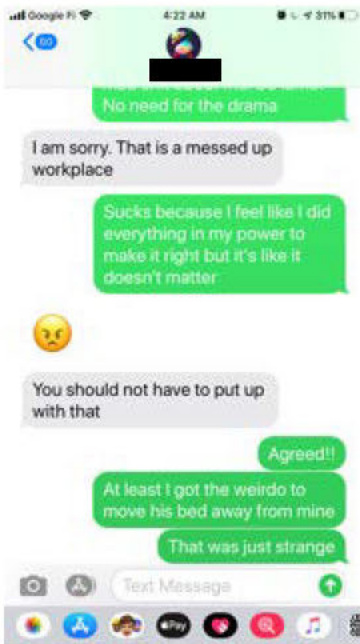 Google Fi
4:22 AM
31%
60
No need for the drama
I am sorry. That is a messed up
workplace
Sucks because I feel like I did
everything in my power to
make it right but it's like it
doesn't matter
You should not have to put up
with that
Agreed!!
At least I got the weirdo to
move his bed away from mine
That was just strange
Text Message
Pay